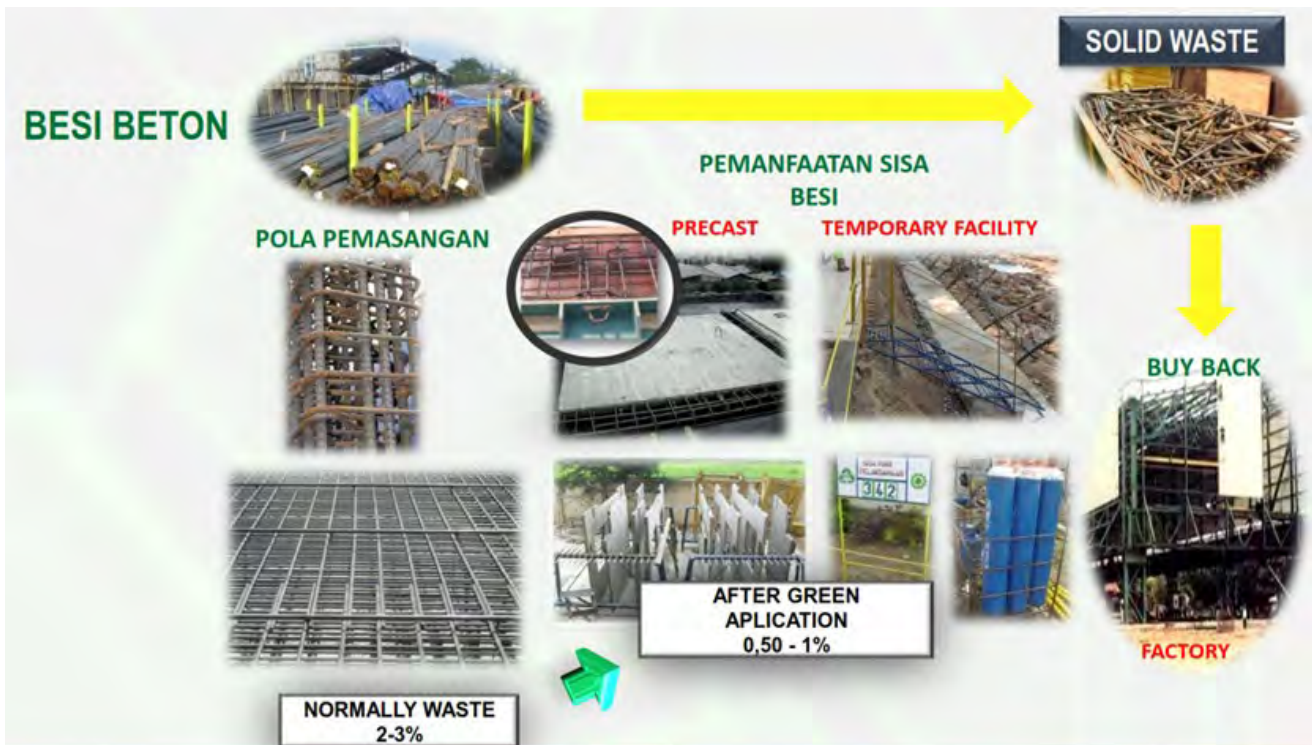 SOLID WASTE
BESI BETON
PEMANFAATAN SISA
BESI
PRECAST
TEMPORARY FACILITY
POLA PEMASANGAN
BUY BACK
342
AFTER GREEN
APLICATION
0,50 - 1%
FACTORY
NORMALLY WASTE
2-3%